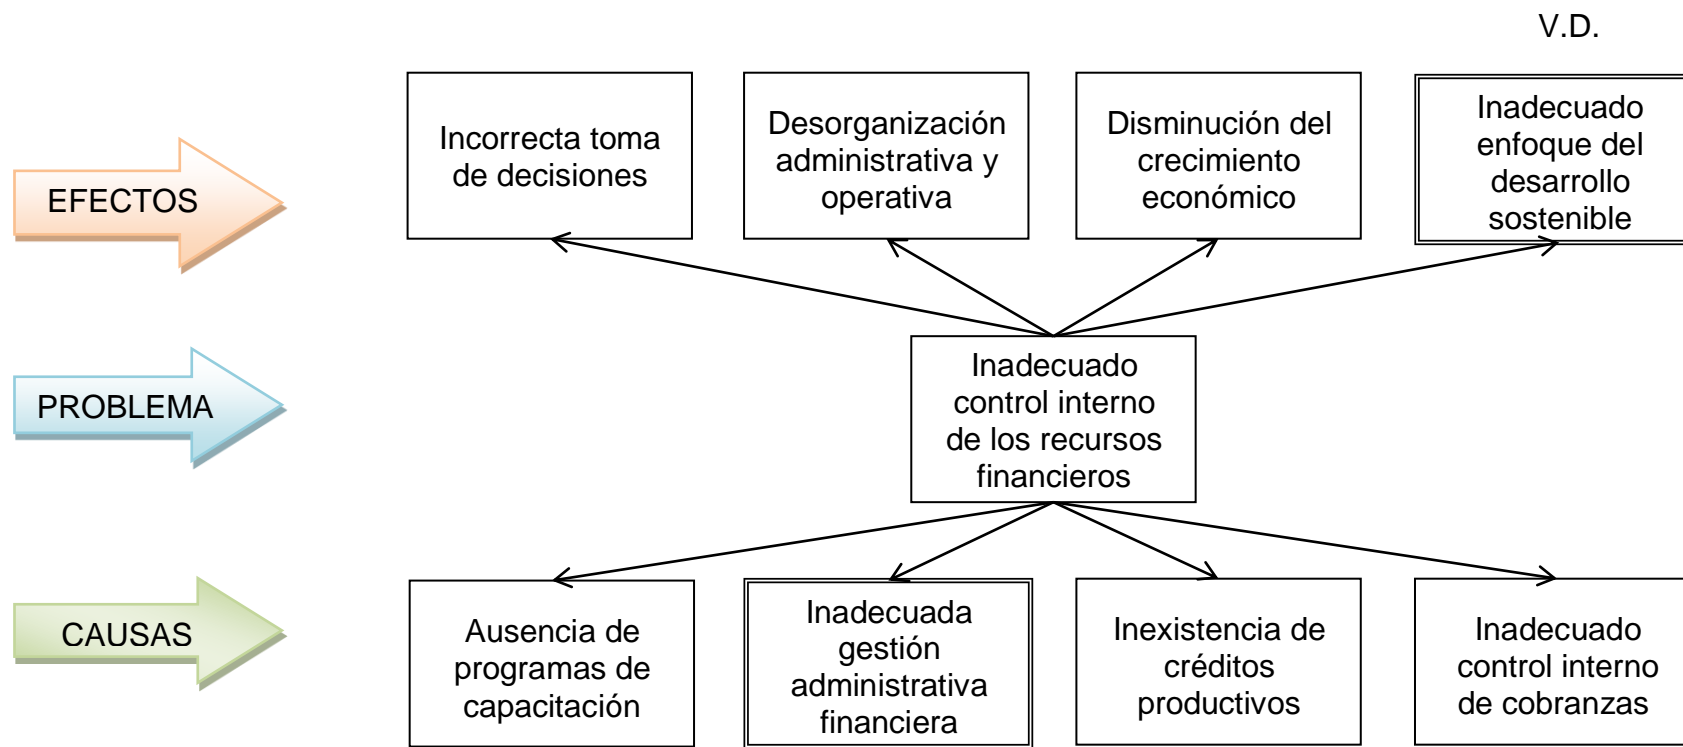 V.D.
Incorrecta toma
de decisiones
Desorganización
administrativa y
operativa
Disminución del
crecimiento
económico
Inadecuado
enfoque del
desarrollo
sostenible
EFECTOS
PROBLEMA
Inadecuado
control interno
de los recursos
financieros
CAUSAS
Ausencia de
programas de
capacitación
Inadecuada
gestión
administrativa
financiera
Inexistencia de
créditos
productivos
Inadecuado
control interno
de cobranzas